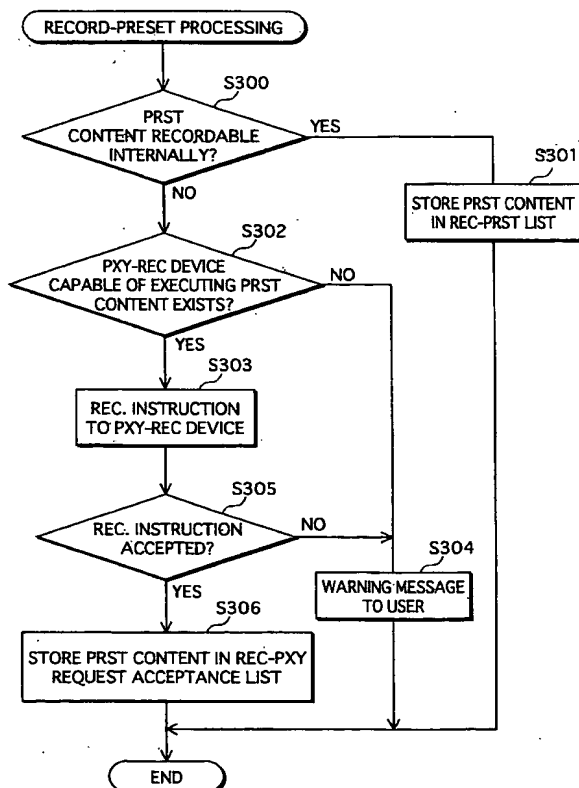 RECORD-PRESET PROCESSING
S300
PRST
CONTENT RECORDABLE
INTERNALLY?
YES
NO
S301
STORE PRST CONTENT
IN REC-PRST LIST
S302
PXY-REC DEVICE
CAPABLE OF EXECUTING PRST
CONTENT EXISTS?
NO
YES
S303
REC. INSTRUCTION
TO PXY-REC DEVICE
S305
REC. INSTRUCTION
ACCEPTED?
NO
YES
S304
WARNING MESSAGE
TO USER
S306
STORE PRST CONTENT IN REC-PXY
REQUEST ACCEPTANCE LIST
END